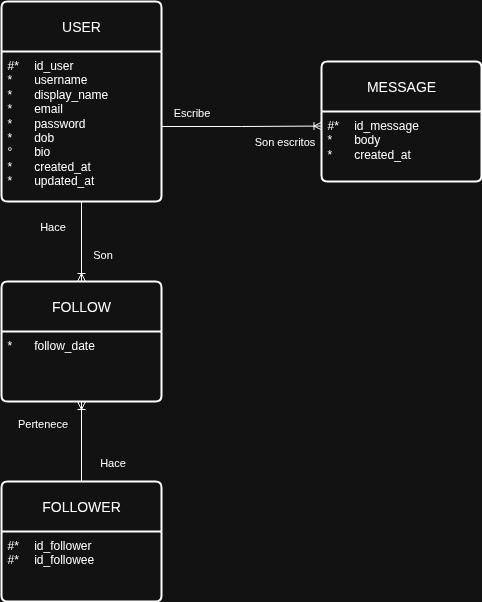 USER
#* id_user
* username
* display_name
* email
* password
* dob
° bio
* created_at
* updated_at
Escribe
Son escritos
MESSAGE
#* id_message
* body
* created_at
Hace
Son
FOLLOW
* follow_date
Pertenece
Hace
FOLLOWER
#* id_follower
#* id_followee